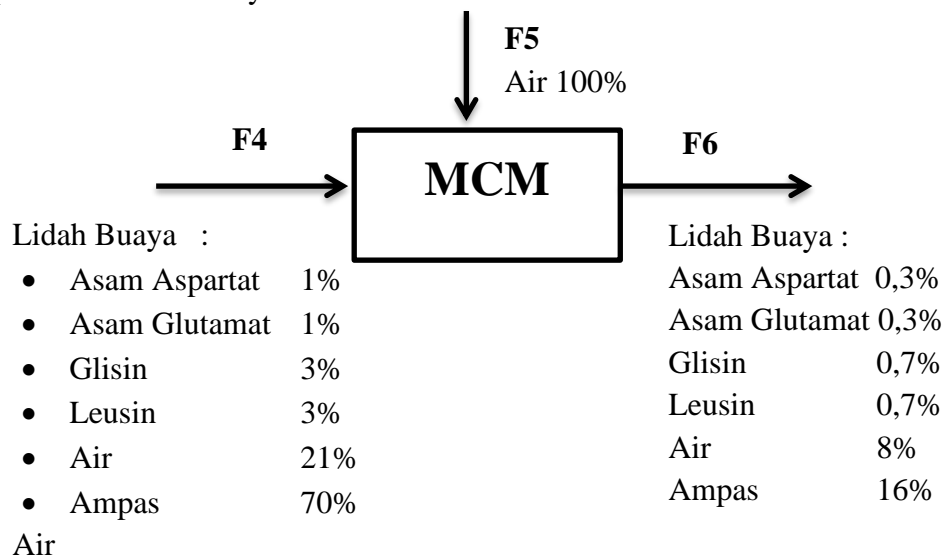 F5
Air 100%
F4
MCM
F6
Lidah Buaya :
• Asam Aspartat 1%
• Asam Glutamat 1%
• Glisin 3%
• Leusin 3%
• Air 21%
• Ampas 70%
Air
Lidah Buaya :
Asam Aspartat 0,3%
Asam Glutamat 0,3%
Glisin 0,7%
Leusin 0,7%
Air 8%
Ampas 16%